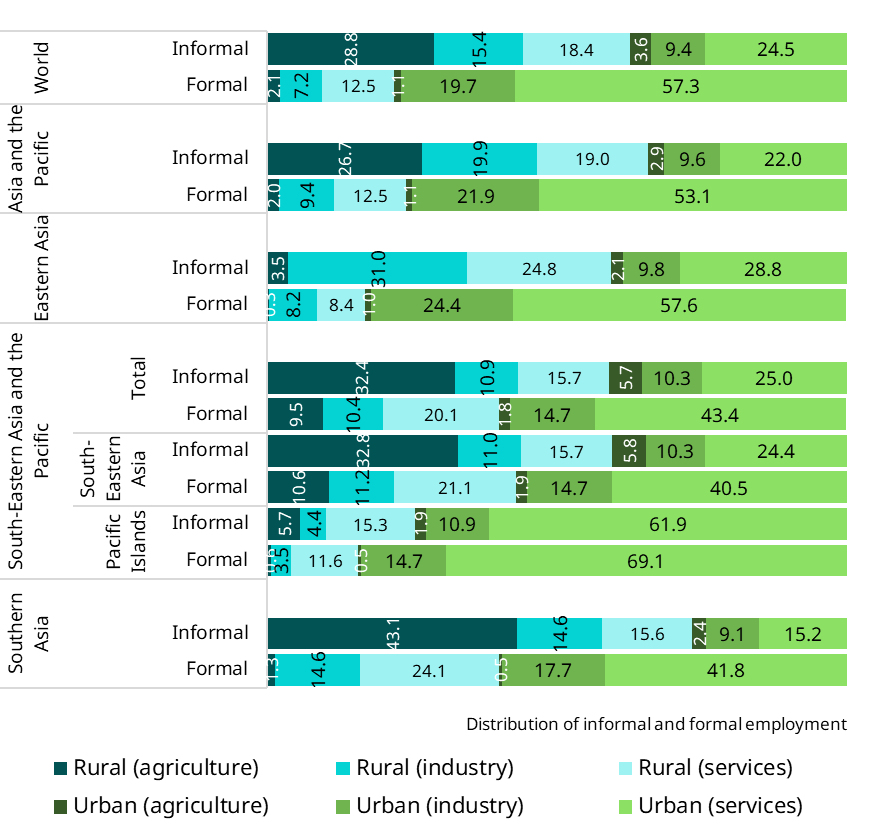 World
Informal
28.8 15.4 18.4 3.6 9.4 24.5
Formal
2.1 7.2 12.5 1.1 19.7 57.3
Asia and the
Pacific
Informal
26.7 19.9 19.0 2.9 9.6 22.0
Formal
2.0 9.4 12.5 1.1 21.9 53.1
Eastern Asia
Informal
3.5 31.0 24.8 2.1 9.8 28.8
Formal
8.2 8.4 1.0 24.4 57.6
South-Eastern Asia and the
Pacific
Total
Informal
32.4 10.9 15.7 5.7 10.3 25.0
Formal
9.5 10.4 20.1 1.8 14.7 43.4
South-
Eastern
Asia
Informal
32.8 11.0 15.7 5.8 10.3 24.4
Formal
10.6 11.2 21.1 1.9 14.7 40.5
Pacific
Islands
Informal
5.7 4.4 15.3 1.9 10.9 61.9
Formal
3.5 11.6 0.5 14.7 69.1
Southern
Asia
Informal
43.1 14.6 15.6 2.4 9.1 15.2
Formal
1.3 14.6 24.1 0.5 17.7 41.8
Distribution of informal and formal employment
Rural (agriculture) Rural (industry) Rural (services)
Urban (agriculture) Urban (industry) Urban (services)